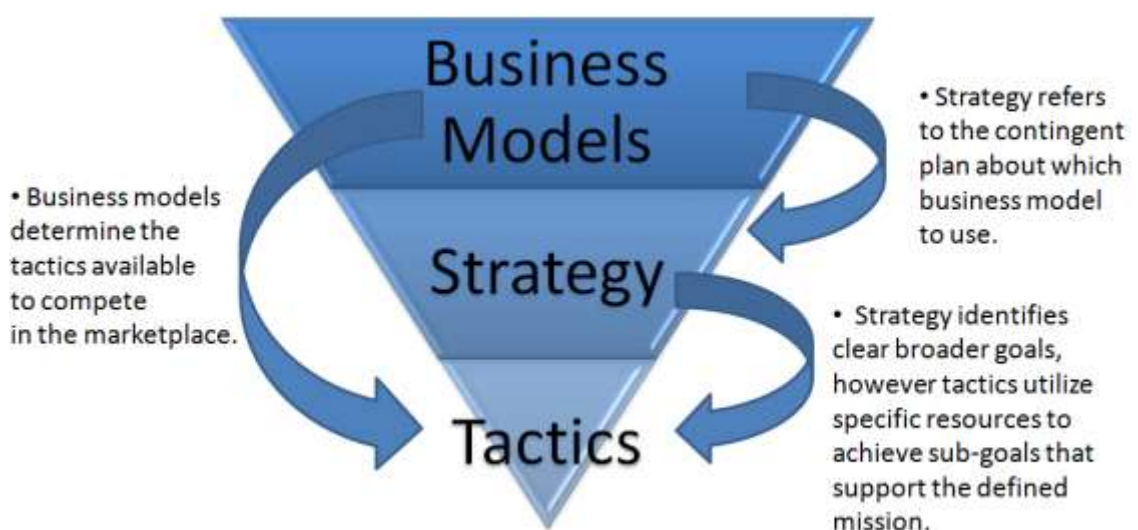 Business
Models
Strategy
Tactics
• Business models
determine the
tactics available
to compete
in the marketplace.
• Strategy refers
to the contingent
plan about which
business model
to use.
• Strategy identifies
clear broader goals,
however tactics utilize
specific resources to
achieve sub-goals that
support the defined
mission.